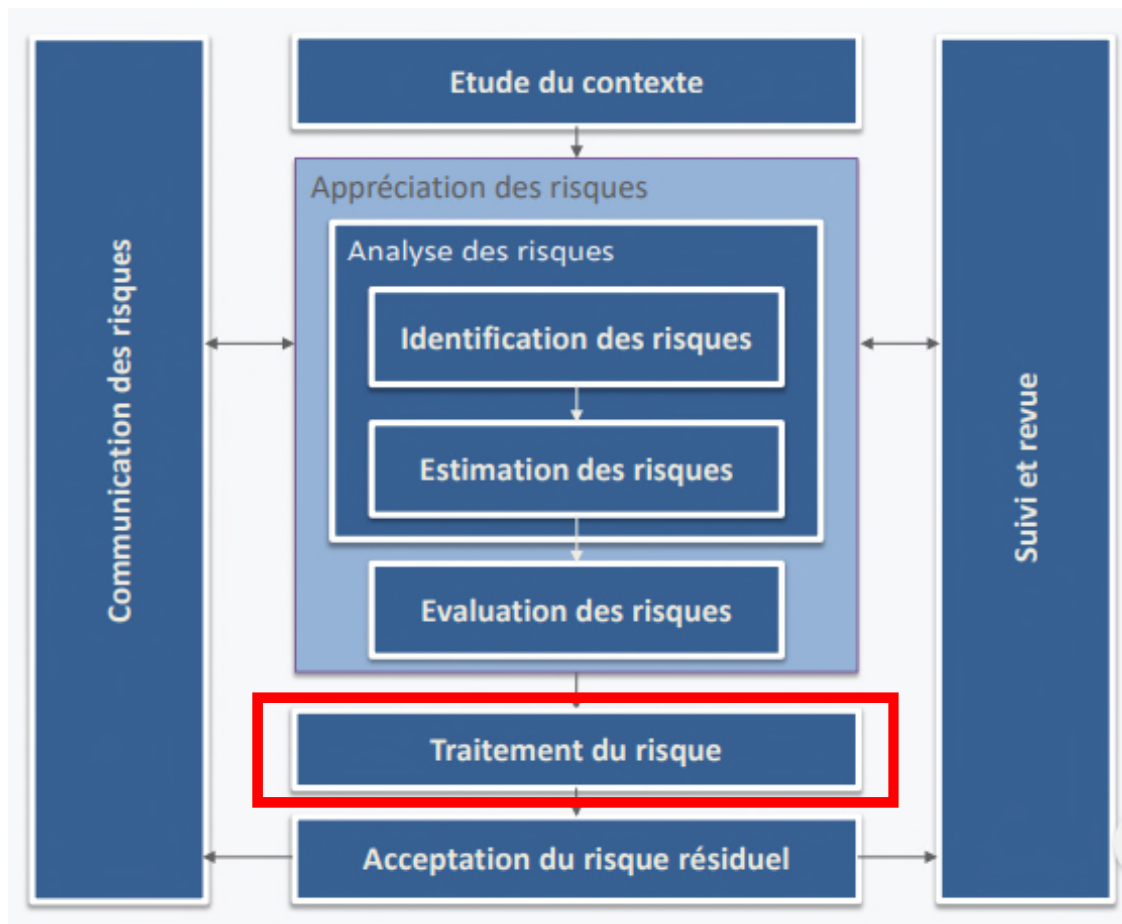 Etude du contexte
Appréciation des risques
Analyse des risques
Identification des risques
Estimation des risques
Evaluation des risques
Traitement du risque
Acceptation du risque résiduel
Communication des risques
Suivi et revue